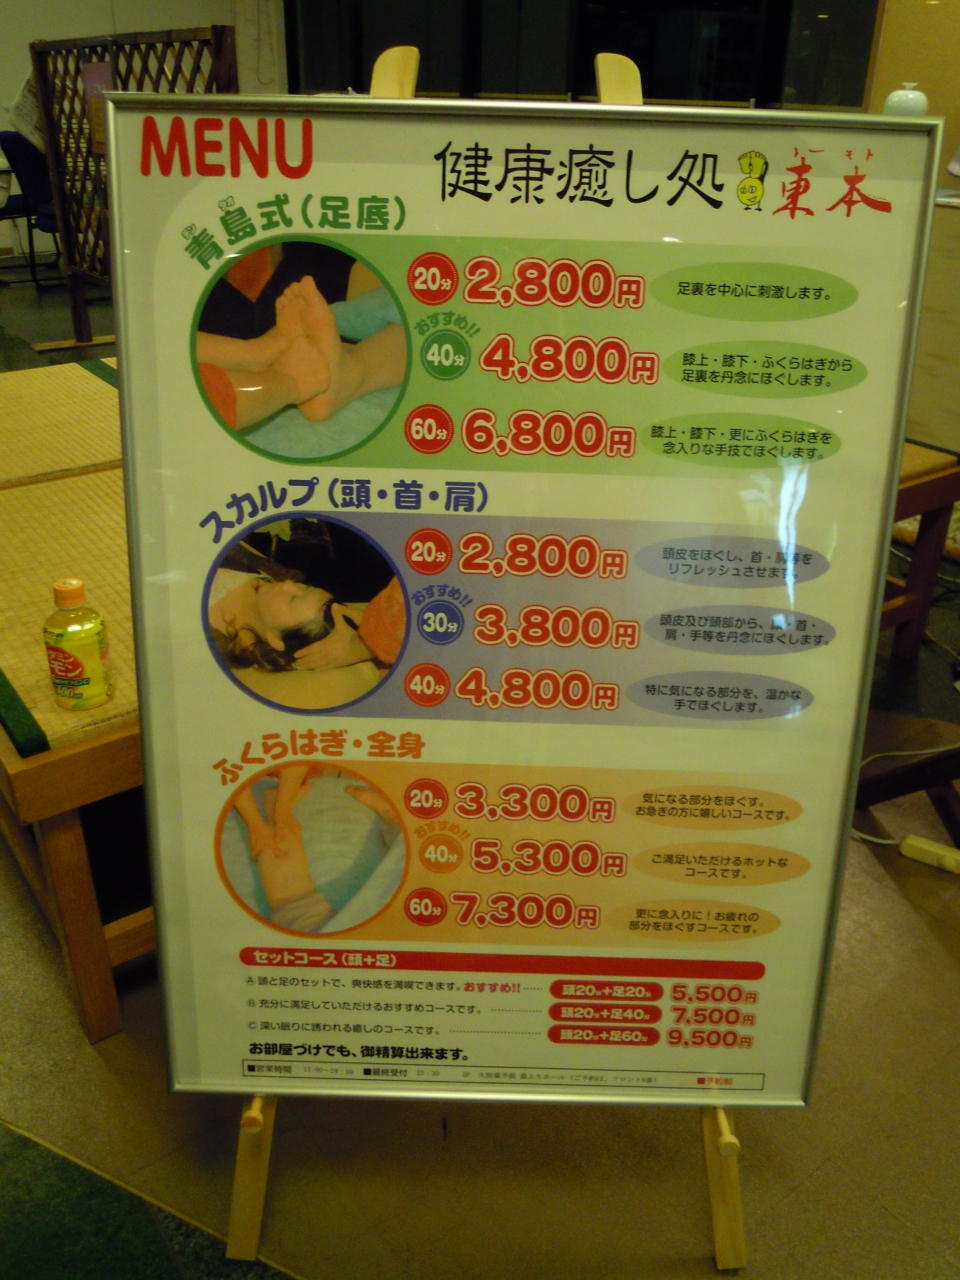 MENU
健康癒し処
トーモト
東本
青島式(足底)
20分 2,800円 足裏を中心に刺激します。
おすすめ!!
40分 4,800円 膝上・膝下・ふくらはぎから
足裏を丹念にほぐします。
60分 6,800円 膝上・膝下・更にふくらはぎを
念入りな手技でほぐします。
スカルプ(頭・首・肩)
20分 2,800円 頭皮をほぐし、首・肩等を
リフレッシュさせます。
おすすめ!!
30分 3,800円 頭皮及び頭部から、首・
肩・手等を丹念にほぐします。
40分 4,800円 特に気になる部分を、温かな
手でほぐします。
ふくらはぎ・全身
20分 3,300円 気になる部分をほぐす。
お急ぎの方に嬉しいコースです。
おすすめ!!
40分 5,300円 ご満足いただけるホットな
コースです。
60分 7,300円 更に念入りに!お疲れの
部分をほぐすコースです。
セットコース(頭+足)
A 頭と足のセットで、爽快感を満喫できます。おすすめ!!…… 頭20分+足20分 5,500円
B 充分に満足していただけるおすすめコースです。………… 頭20分+足40分 7,500円
C 深い眠りに誘われる癒しのコースです。………… 頭20分+足60分 9,500円
お部屋づけでも、御精算出来ます。
■営業時間 ■最終受付 ■予約制